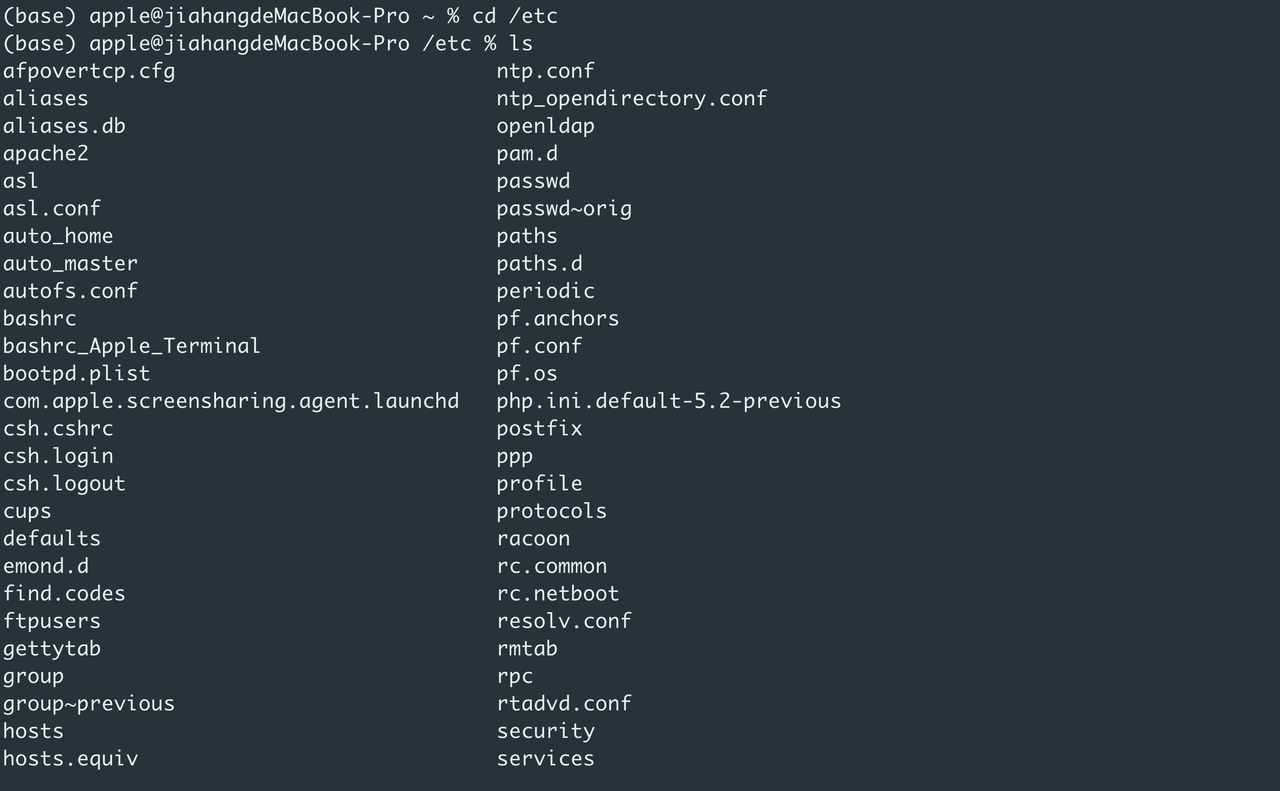 (base) apple@jiahangdeMacBook-Pro ~ % cd /etc
(base) apple@jiahangdeMacBook-Pro /etc % ls
afpovertcp.cfg ntp.conf
aliases ntp_opendirectory.conf
aliases.db openldap
apache2 pam.d
asl passwd
asl.conf passwd~orig
auto_home paths
auto_master paths.d
autofs.conf periodic
bashrc pf.anchors
bashrc_Apple_Terminal pf.conf
bootpd.plist pf.os
com.apple.screensharing.agent.launchd php.ini.default-5.2-previous
csh.cshrc postfix
csh.login ppp
csh.logout profile
cups protocols
defaults racoon
emond.d rc.common
find.codes rc.netboot
ftpusers resolv.conf
gettytab rmtab
group rpc
group~previous rtadvd.conf
hosts security
hosts.equiv services